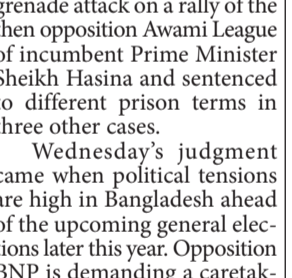 grenade attack on a rally of the
then opposition Awami League
of incumbent Prime Minister
Sheikh Hasina and sentenced
to different prison terms in
three other cases.
Wednesday's judgment
came when political tensions
are high in Bangladesh ahead
of the upcoming general elec-
tions later this year. Opposition
BNP is demanding a caretak-